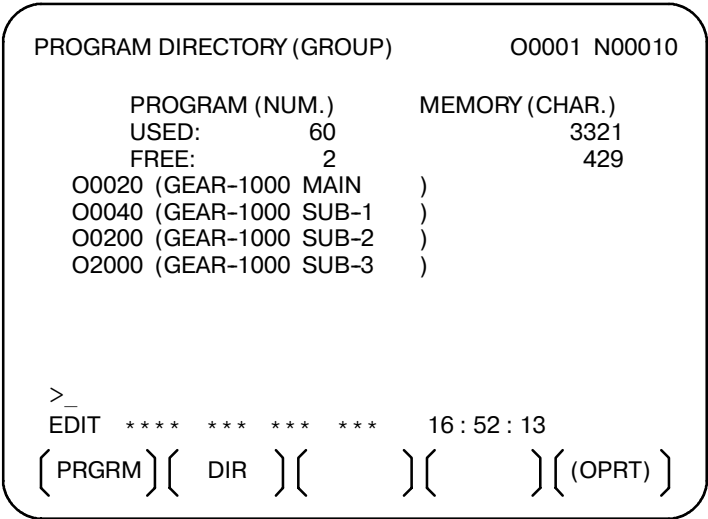 PROGRAM DIRECTORY (GROUP) O0001 N00010
PROGRAM (NUM.) MEMORY (CHAR.)
USED: 60 3321
FREE: 2 429
O0020 (GEAR-1000 MAIN )
O0040 (GEAR-1000 SUB-1 )
O0200 (GEAR-1000 SUB-2 )
O2000 (GEAR-1000 SUB-3 )
>_
EDIT **** *** *** *** 16 : 52 : 13
( PRGRM ) ( DIR ) ( ) ( ) ( (OPRT) )